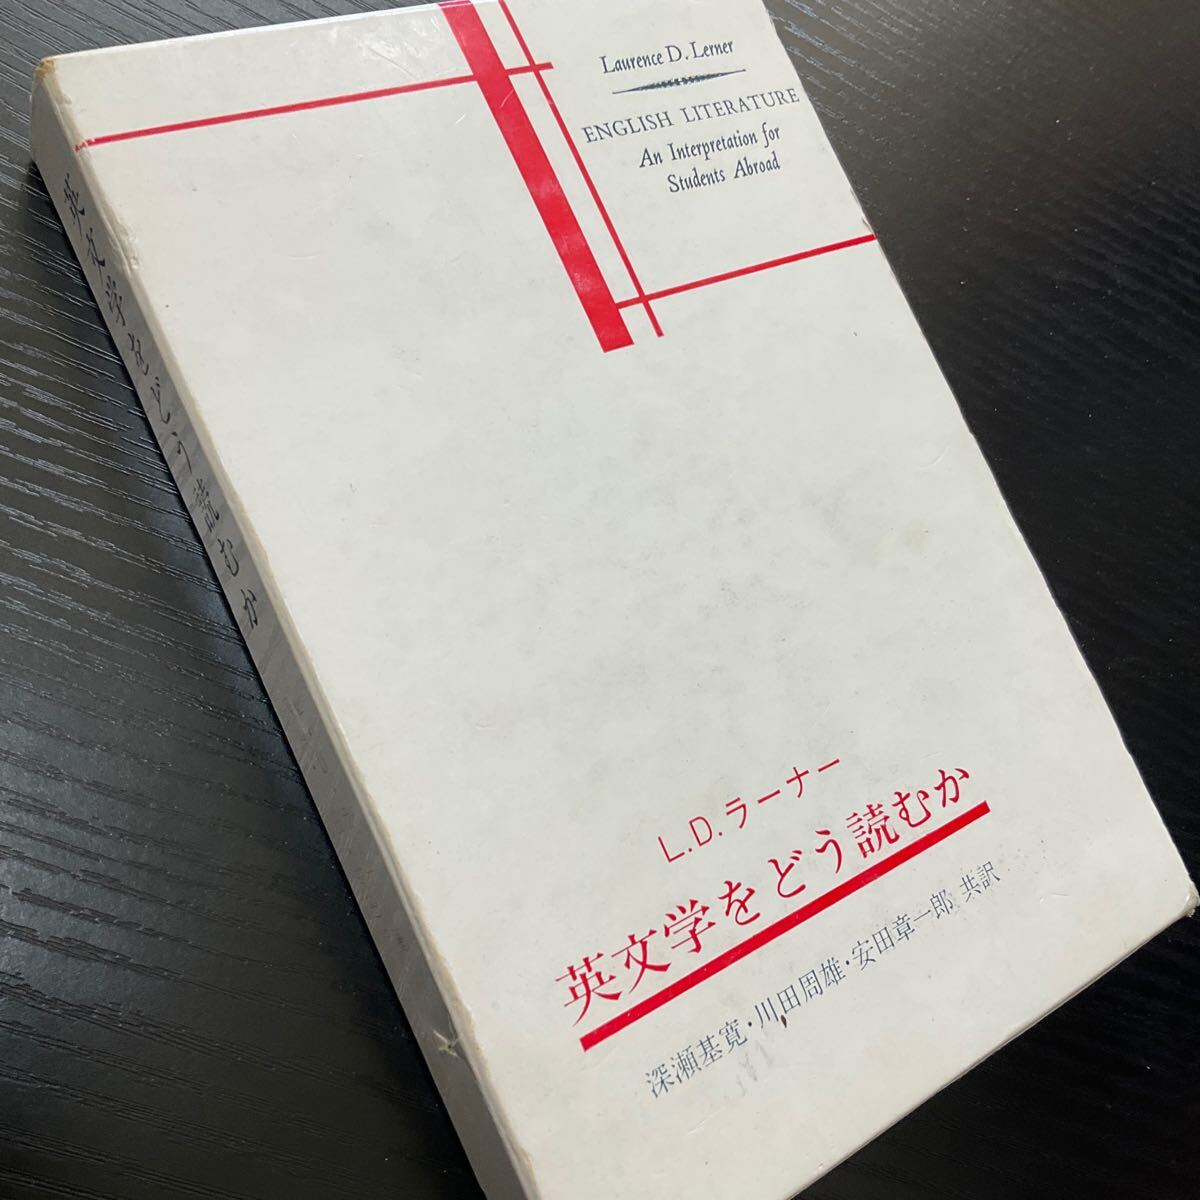 Laurence D. Lerner
ENGLISH LITERATURE
An Interpretation for
Students Abroad
L.D.ラーナー
英文学をどう読むか
深瀬基寛・川田周雄・安田章一郎 共訳
英文学をどう読むか